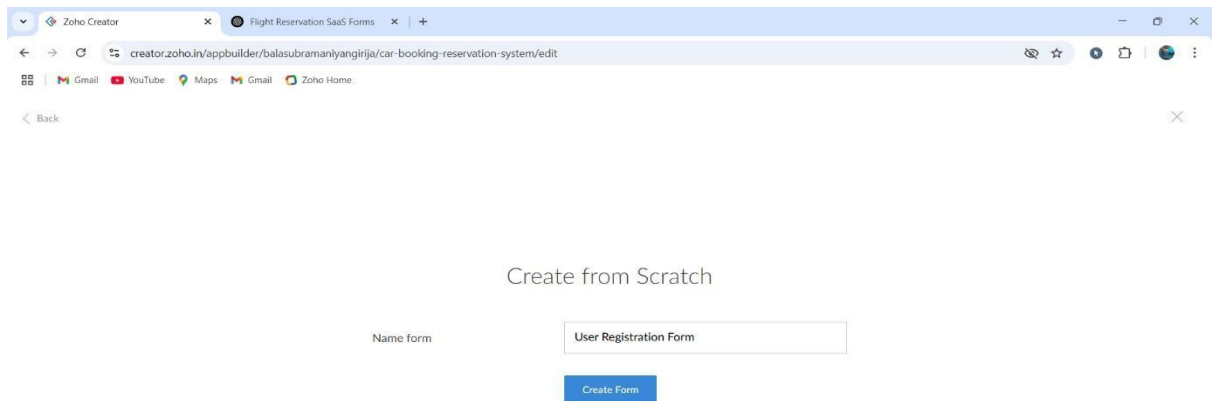 Zoho Creator
Flight Reservation SaaS Forms
creator.zoho.in/appbuilder/balasubramaniyangirija/car-booking-reservation-system/edit
Gmail YouTube Maps Gmail Zoho Home
Back
Create from Scratch
Name form User Registration Form
Create Form